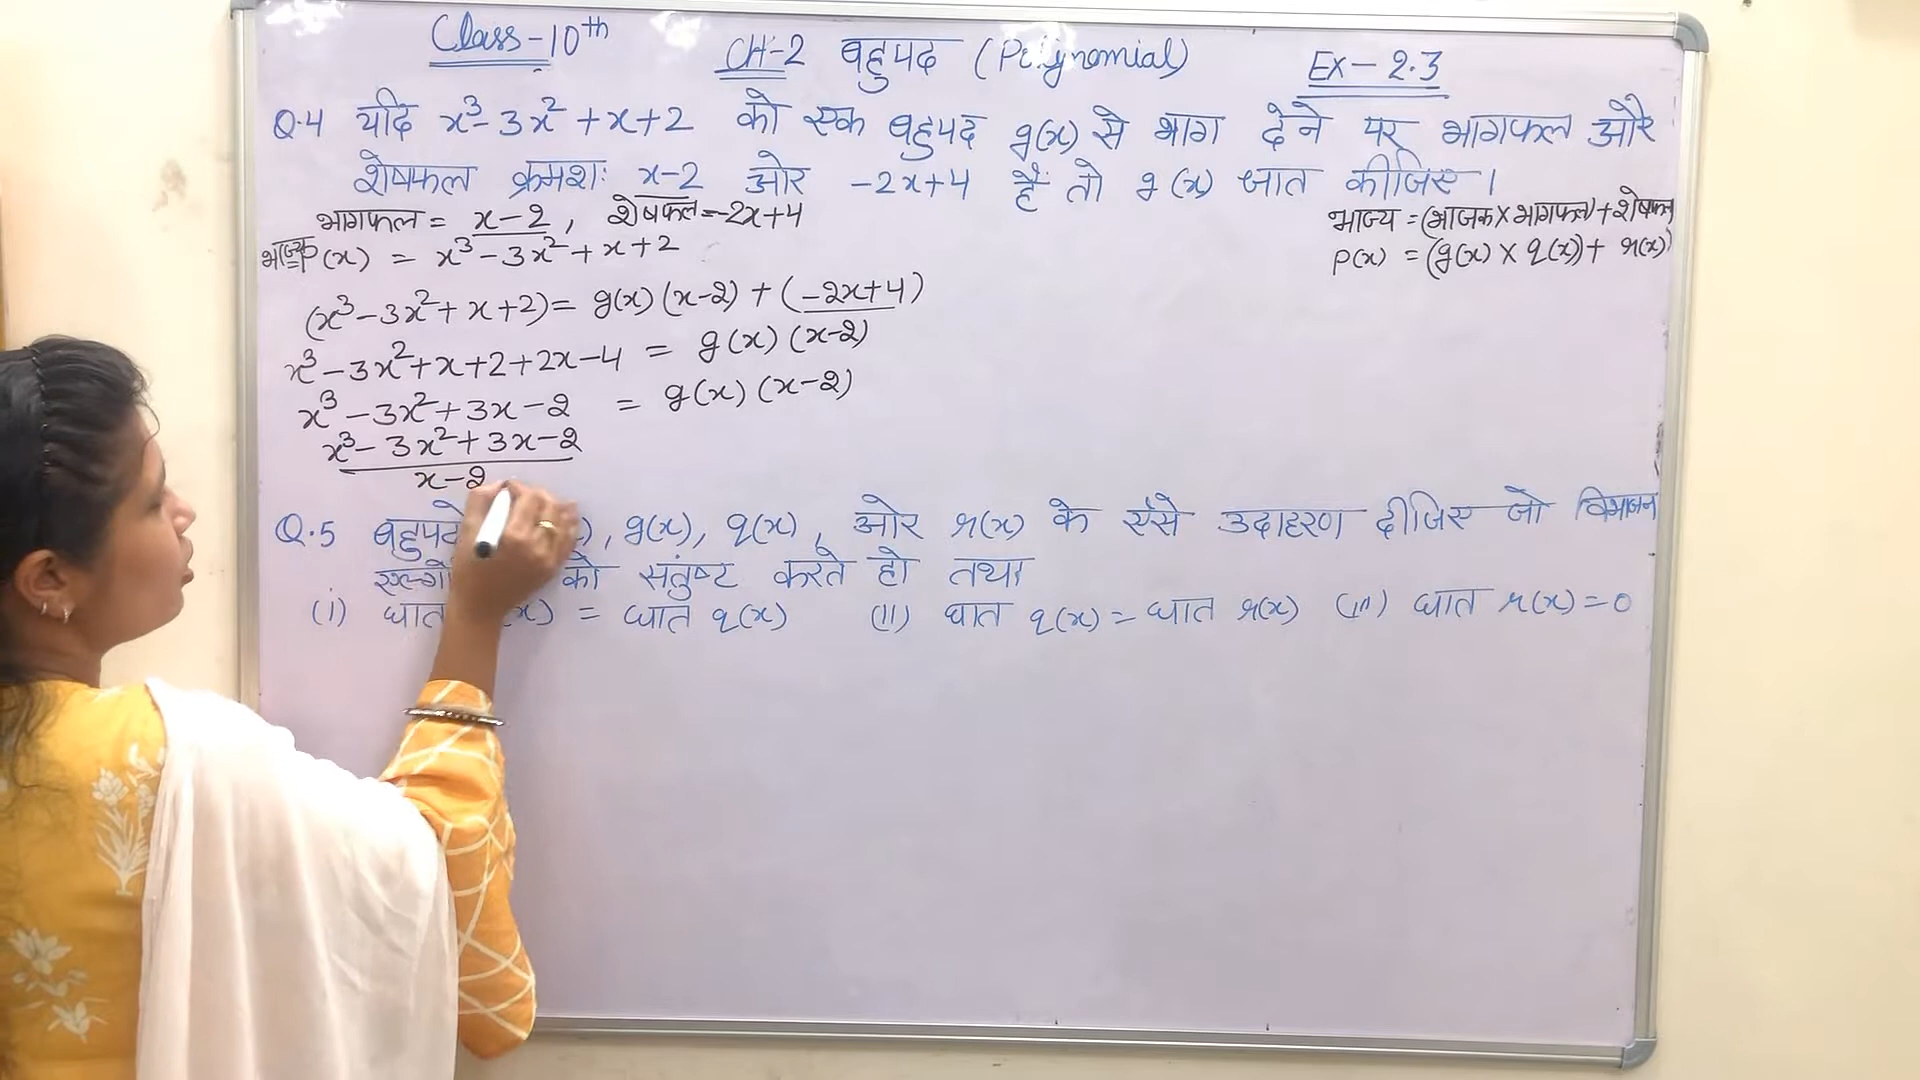 Class-10th
CH-2 बहुपद (Polynomial)
Ex-2.3
Q.4 यदि x³-3x²+x+2 को एक बहुपद g(x) से भाग देने पर भागफल और
शेषफल क्रमशः x-2 और -2x+4 हैं तो g(x) ज्ञात कीजिए।
भागफल = x-2, शेषफल=-2x+4
भाज्य P(x) = x³-3x²+x+2
भाज्य=(भाजक×भागफल)+शेषफल
P(x) =(g(x)×q(x))+ r(x)
(x³-3x²+x+2)= g(x)(x-2)+(-2x+4)
x³-3x²+x+2+2x-4 = g(x)(x-2)
x³-3x²+3x-2 = g(x)(x-2)
x³-3x²+3x-2
x-2
Q.5 , g(x), q(x), और r(x) के ऐसे उदाहरण दीजिए जो विभाजन
को संतुष्ट करते हो तथा
(i) घात (x) = घात q(x) (ii) घात q(x)= घात r(x) (iii) घात r(x)=0